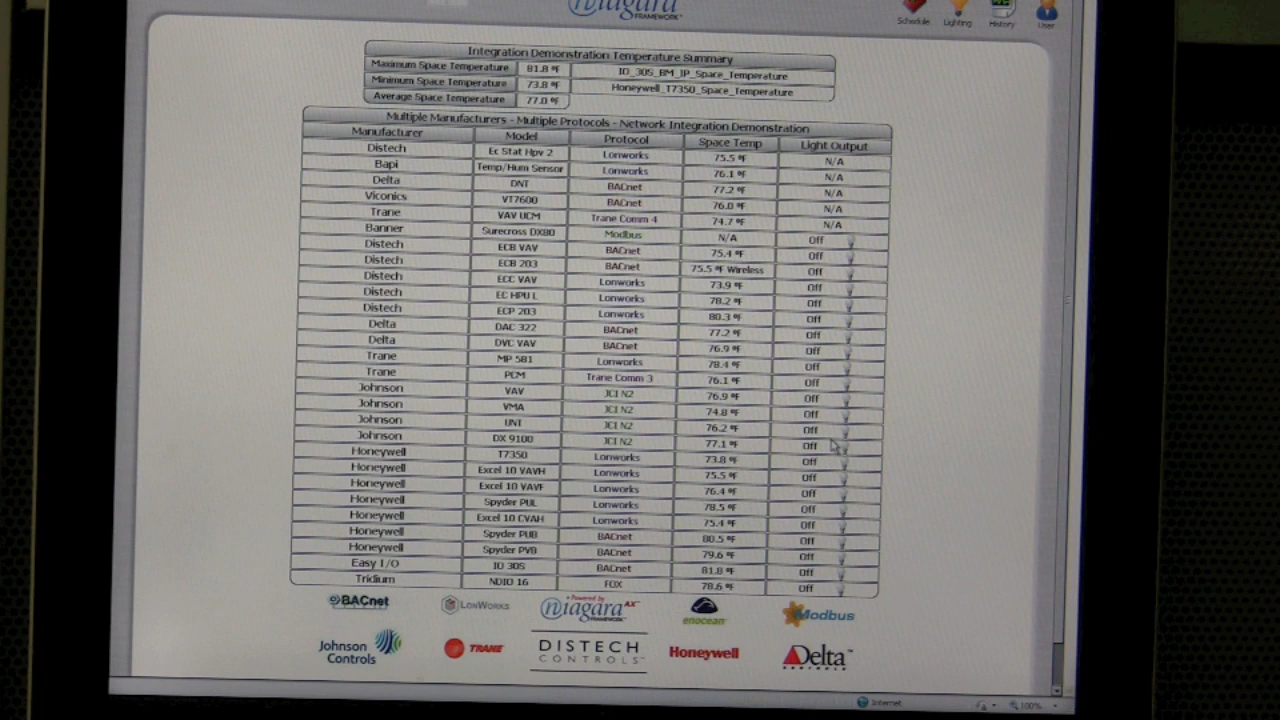 Niagara
FRAMEWORK
Schedule Lighting History User
Integration Demonstration Temperature Summary
Maximum Space Temperature 81.8 °F IO_30S_BM_IP_Space_Temperature
Minimum Space Temperature 73.8 °F Honeywell_T7350_Space_Temperature
Average Space Temperature 77.0 °F
Multiple Manufacturers - Multiple Protocols - Network Integration Demonstration
Manufacturer Model Protocol Space Temp Light Output
Distech Ec Stat Hpv 2 Lonworks 75.5 °F N/A
Bapi Temp/Hum Sensor Lonworks 76.1 °F N/A
Delta DNT BACnet 77.2 °F N/A
Viconics VT7600 BACnet 76.0 °F N/A
Trane VAV UCM Trane Comm 4 74.7 °F N/A
Banner Surecross DX80 Modbus N/A Off
Distech ECB VAV BACnet 75.4 °F Off
Distech ECB 203 BACnet 75.5 °F Wireless Off
Distech ECC VAV Lonworks 73.9 °F Off
Distech EC HPU L Lonworks 78.2 °F Off
Distech ECP 203 Lonworks 80.3 °F Off
Delta DAC 322 BACnet 77.2 °F Off
Delta DVC VAV BACnet 76.9 °F Off
Trane MP 581 Lonworks 78.4 °F Off
Trane PCM Trane Comm 3 76.1 °F Off
Johnson VAV JCI N2 76.9 °F Off
Johnson VMA JCI N2 74.8 °F Off
Johnson UNT JCI N2 76.2 °F Off
Johnson DX 9100 JCI N2 77.1 °F Off
Honeywell T7350 Lonworks 73.8 °F Off
Honeywell Excel 10 VAVH Lonworks 75.5 °F Off
Honeywell Excel 10 VAVF Lonworks 76.4 °F Off
Honeywell Spyder PUL Lonworks 78.5 °F Off
Honeywell Excel 10 CVAH Lonworks 75.4 °F Off
Honeywell Spyder PUB BACnet 80.5 °F Off
Honeywell Spyder PVB BACnet 79.6 °F Off
Easy I/O IO 30S BACnet 81.8 °F Off
Tridium NDIO 16 FOX 78.6 °F Off
BACnet LONWORKS Powered by niagara AX FRAMEWORK enocean Modbus
Johnson Controls TRANE DISTECH CONTROLS Honeywell Delta CONTROLS
Internet 100%